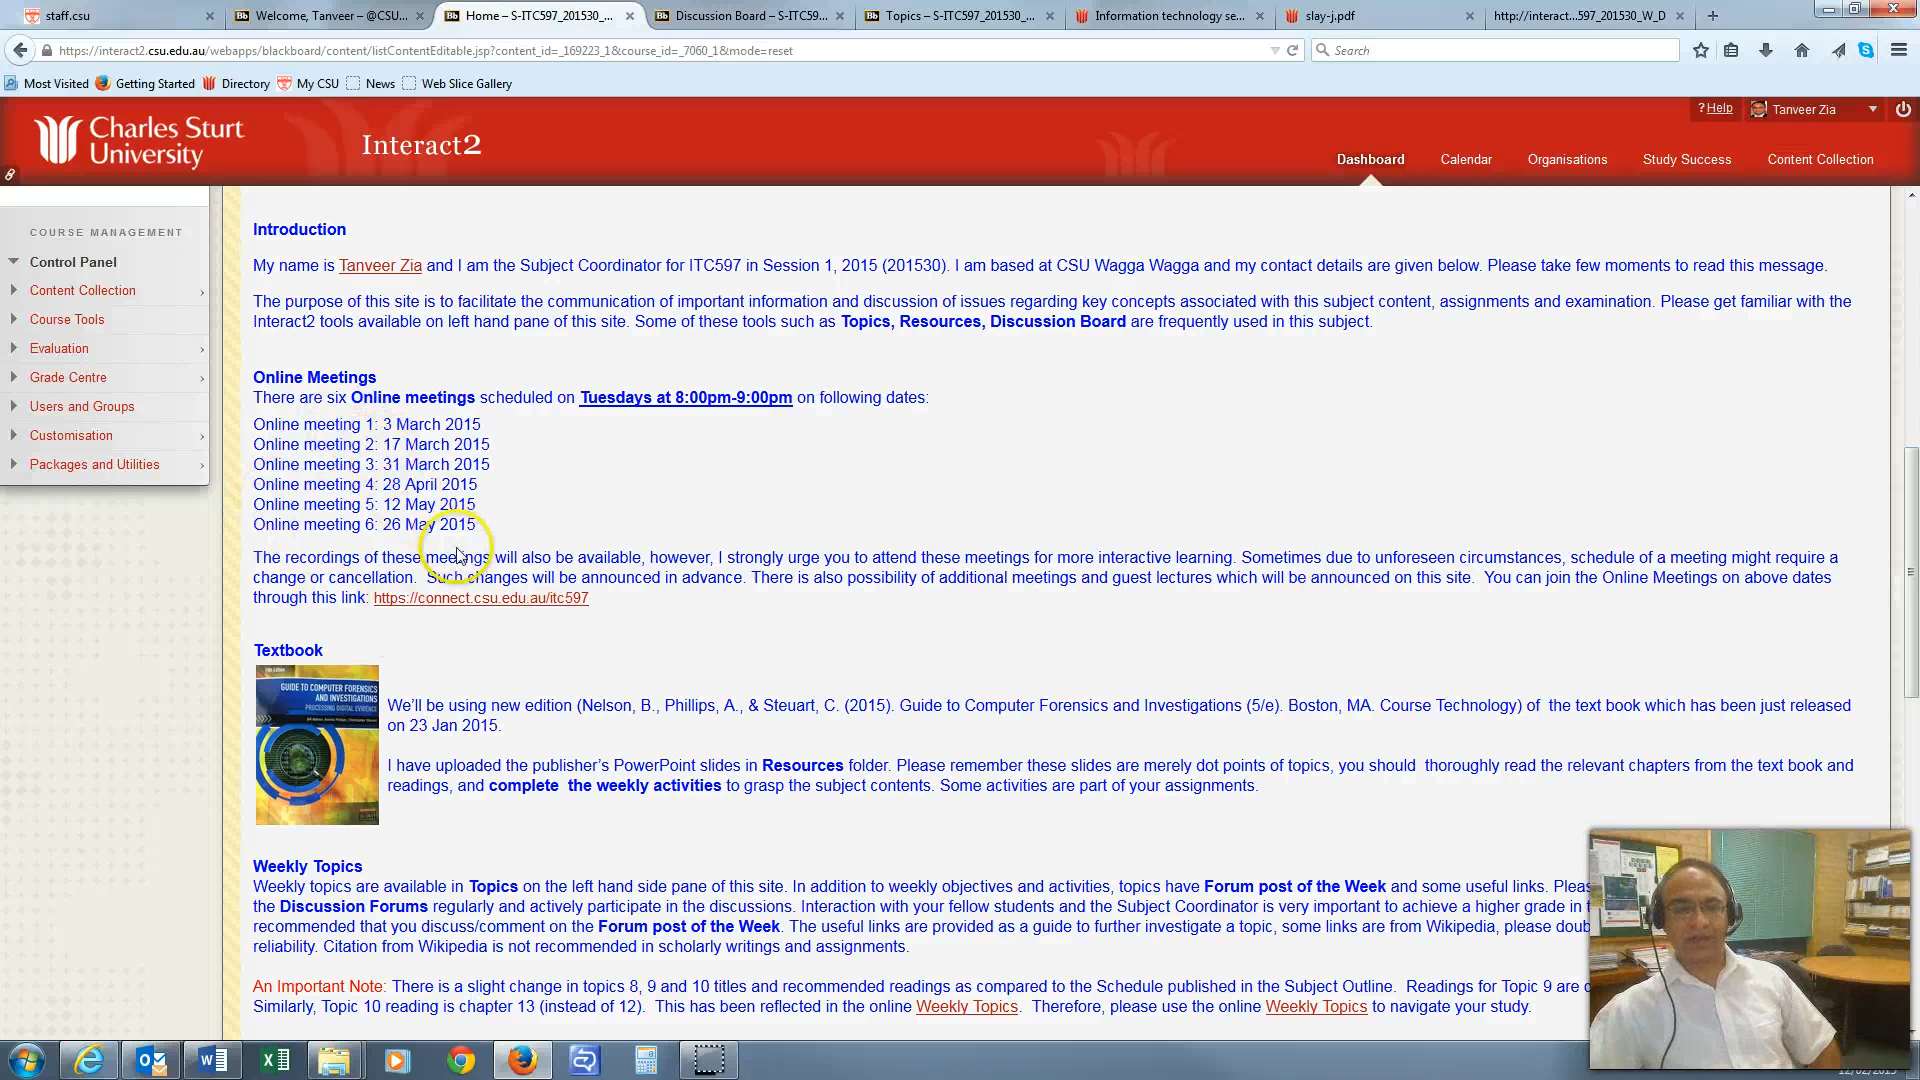 staff.csu
Welcome, Tanveer – @CSU...
Home – S-ITC597_201530_...
Discussion Board – S-ITC59...
Topics – S-ITC597_201530_...
Information technology se...
slay-j.pdf
http://interact...597_201530_W_D
https://interact2.csu.edu.au/webapps/blackboard/content/listContentEditable.jsp?content_id=_169223_1&course_id=_7060_1&mode=reset
Search
Most Visited Getting Started Directory My CSU News Web Slice Gallery
? Help Tanveer Zia
Charles Sturt
University
Interact2
Dashboard Calendar Organisations Study Success Content Collection
COURSE MANAGEMENT
Control Panel
Content Collection
Course Tools
Evaluation
Grade Centre
Users and Groups
Customisation
Packages and Utilities
Introduction
My name is Tanveer Zia and I am the Subject Coordinator for ITC597 in Session 1, 2015 (201530). I am based at CSU Wagga Wagga and my contact details are given below. Please take few moments to read this message.
The purpose of this site is to facilitate the communication of important information and discussion of issues regarding key concepts associated with this subject content, assignments and examination. Please get familiar with the
Interact2 tools available on left hand pane of this site. Some of these tools such as Topics, Resources, Discussion Board are frequently used in this subject.
Online Meetings
There are six Online meetings scheduled on Tuesdays at 8:00pm-9:00pm on following dates:
Online meeting 1: 3 March 2015
Online meeting 2: 17 March 2015
Online meeting 3: 31 March 2015
Online meeting 4: 28 April 2015
Online meeting 5: 12 May 2015
Online meeting 6: 26 May 2015
The recordings of these meetings will also be available, however, I strongly urge you to attend these meetings for more interactive learning. Sometimes due to unforeseen circumstances, schedule of a meeting might require a
change or cancellation. Such changes will be announced in advance. There is also possibility of additional meetings and guest lectures which will be announced on this site. You can join the Online Meetings on above dates
through this link: https://connect.csu.edu.au/itc597
Textbook
GUIDE TO COMPUTER FORENSICS
AND INVESTIGATIONS
PROCESSING DIGITAL EVIDENCE
We'll be using new edition (Nelson, B., Phillips, A., & Steuart, C. (2015). Guide to Computer Forensics and Investigations (5/e). Boston, MA. Course Technology) of the text book which has been just released
on 23 Jan 2015.
I have uploaded the publisher's PowerPoint slides in Resources folder. Please remember these slides are merely dot points of topics, you should thoroughly read the relevant chapters from the text book and
readings, and complete the weekly activities to grasp the subject contents. Some activities are part of your assignments.
Weekly Topics
Weekly topics are available in Topics on the left hand side pane of this site. In addition to weekly objectives and activities, topics have Forum post of the Week and some useful links. Pleas
the Discussion Forums regularly and actively participate in the discussions. Interaction with your fellow students and the Subject Coordinator is very important to achieve a higher grade in t
recommended that you discuss/comment on the Forum post of the Week. The useful links are provided as a guide to further investigate a topic, some links are from Wikipedia, please doub
reliability. Citation from Wikipedia is not recommended in scholarly writings and assignments.
An Important Note: There is a slight change in topics 8, 9 and 10 titles and recommended readings as compared to the Schedule published in the Subject Outline. Readings for Topic 9 are c
Similarly, Topic 10 reading is chapter 13 (instead of 12). This has been reflected in the online Weekly Topics. Therefore, please use the online Weekly Topics to navigate your study.